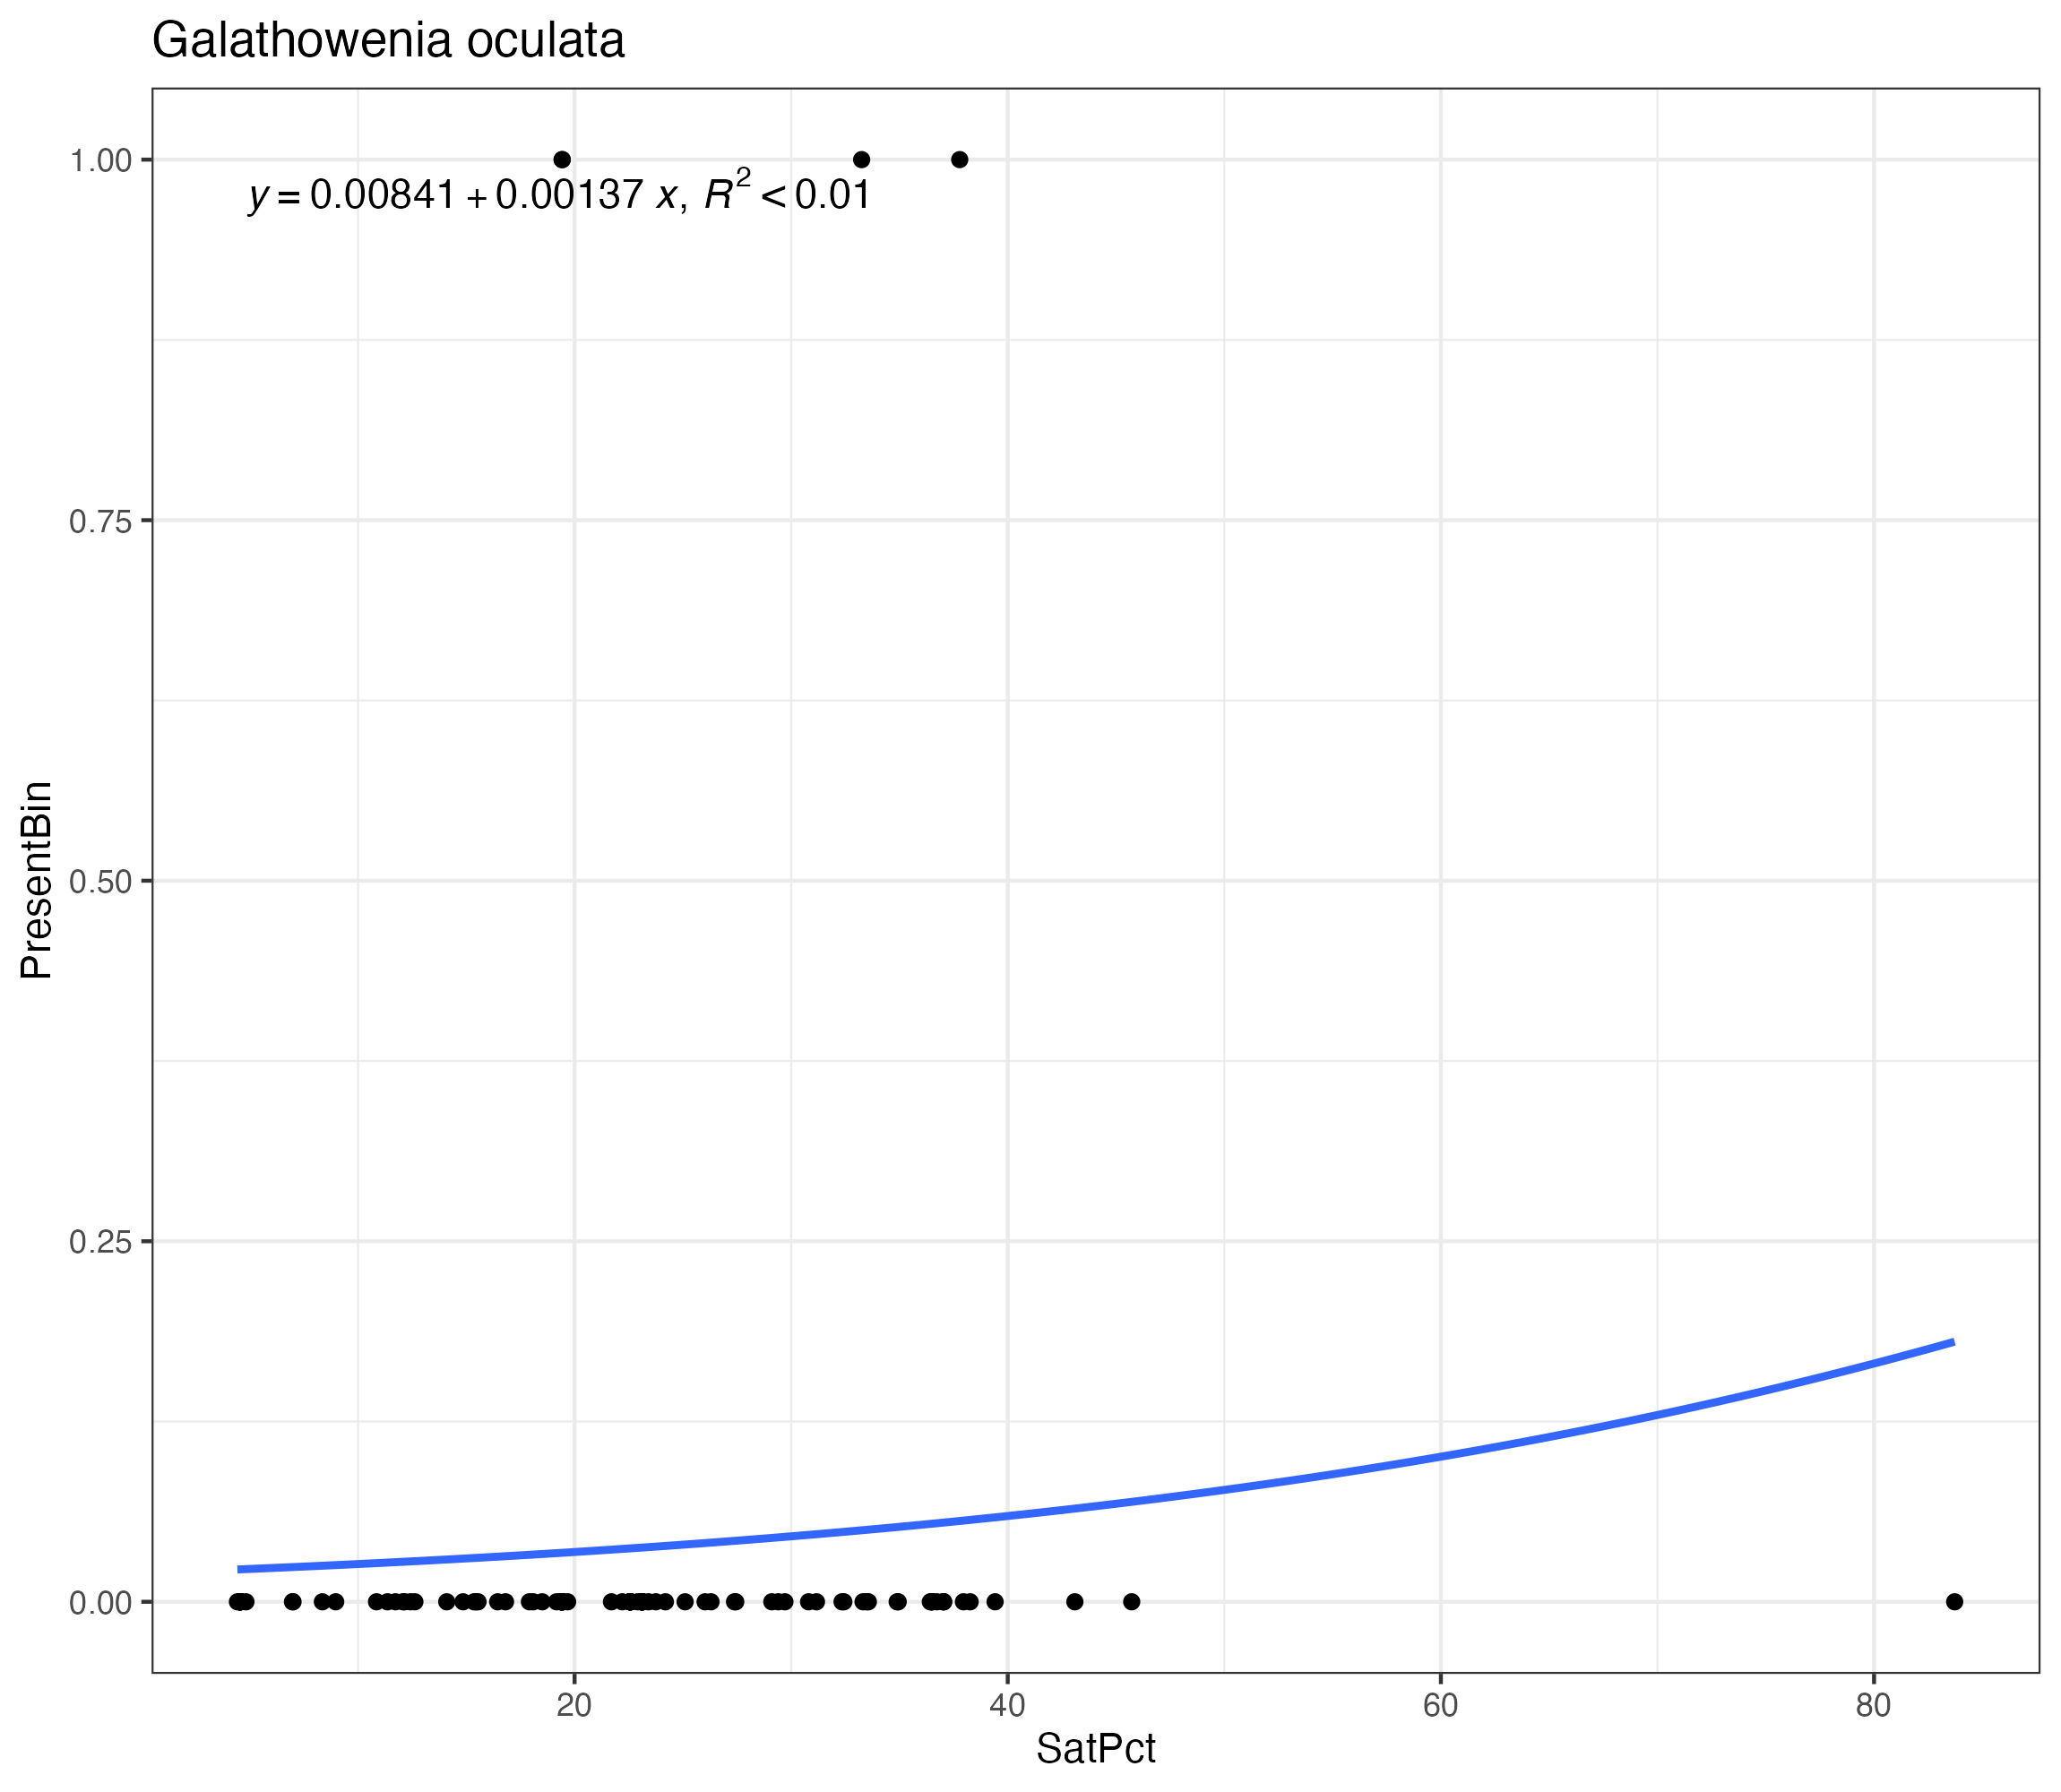 Galathowenia oculata
1.00
y = 0.00841 + 0.00137 x, R² < 0.01
0.75
0.50
0.25
0.00
PresentBin
20 40 60 80
SatPct